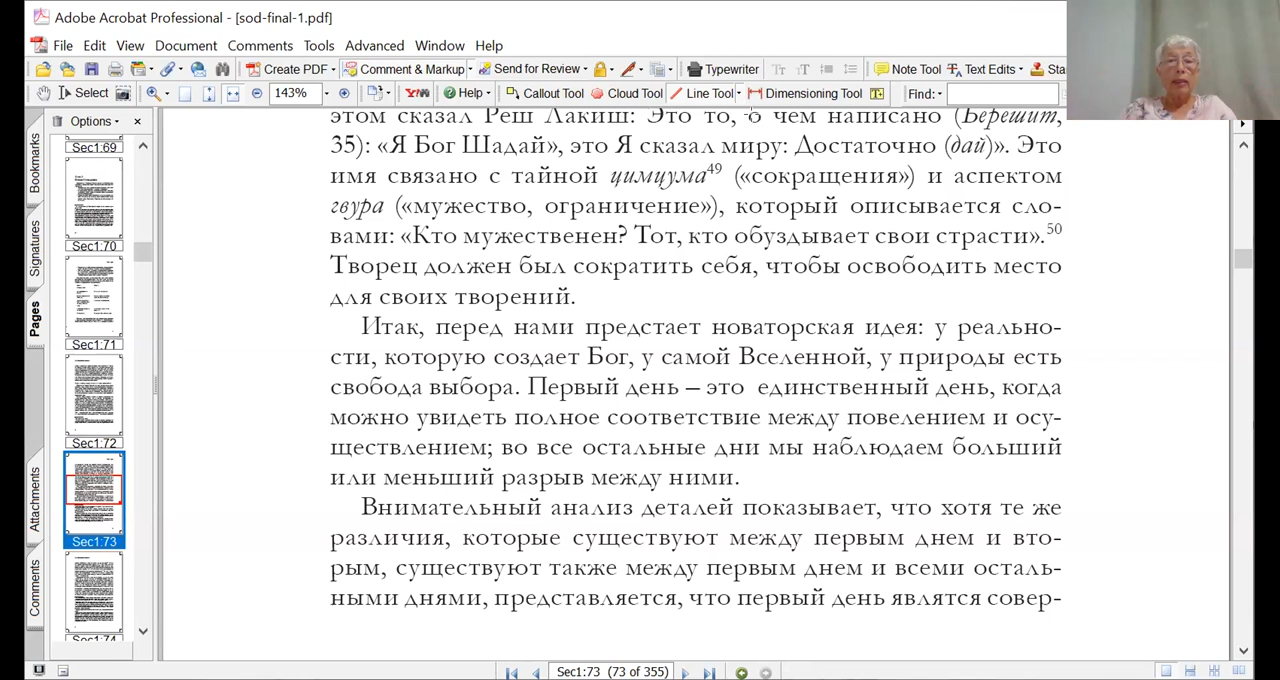 Adobe Acrobat Professional - [sod-final-1.pdf]
File Edit View Document Comments Tools Advanced Window Help
Create PDF Comment & Markup Send for Review Typewriter Note Tool Text Edits Sta
Select 143% Help Callout Tool Cloud Tool Line Tool Dimensioning Tool Find:
Options
Bookmarks
Signatures
Pages
Attachments
Comments
Sec1:69
Sec1:70
Sec1:71
Sec1:72
Sec1:73
этом сказал Реш Лакиш: Это то, о чем написано (Берешит,
35): «Я Бог Шадай», это Я сказал миру: Достаточно (дай)». Это
имя связано с тайной цимцума49 («сокращения») и аспектом
гвура («мужество, ограничение»), который описывается сло-
вами: «Кто мужественен? Тот, кто обуздывает свои страсти».50
Творец должен был сократить себя, чтобы освободить место
для своих творений.
Итак, перед нами предстает новаторская идея: у реально-
сти, которую создает Бог, у самой Вселенной, у природы есть
свобода выбора. Первый день – это единственный день, когда
можно увидеть полное соответствие между повелением и осу-
ществлением; во все остальные дни мы наблюдаем больший
или меньший разрыв между ними.
Внимательный анализ деталей показывает, что хотя те же
различия, которые существуют между первым днем и вто-
рым, существуют также между первым днем и всеми осталь-
ными днями, представляется, что первый день являтся совер-
Sec1:73 (73 of 355)